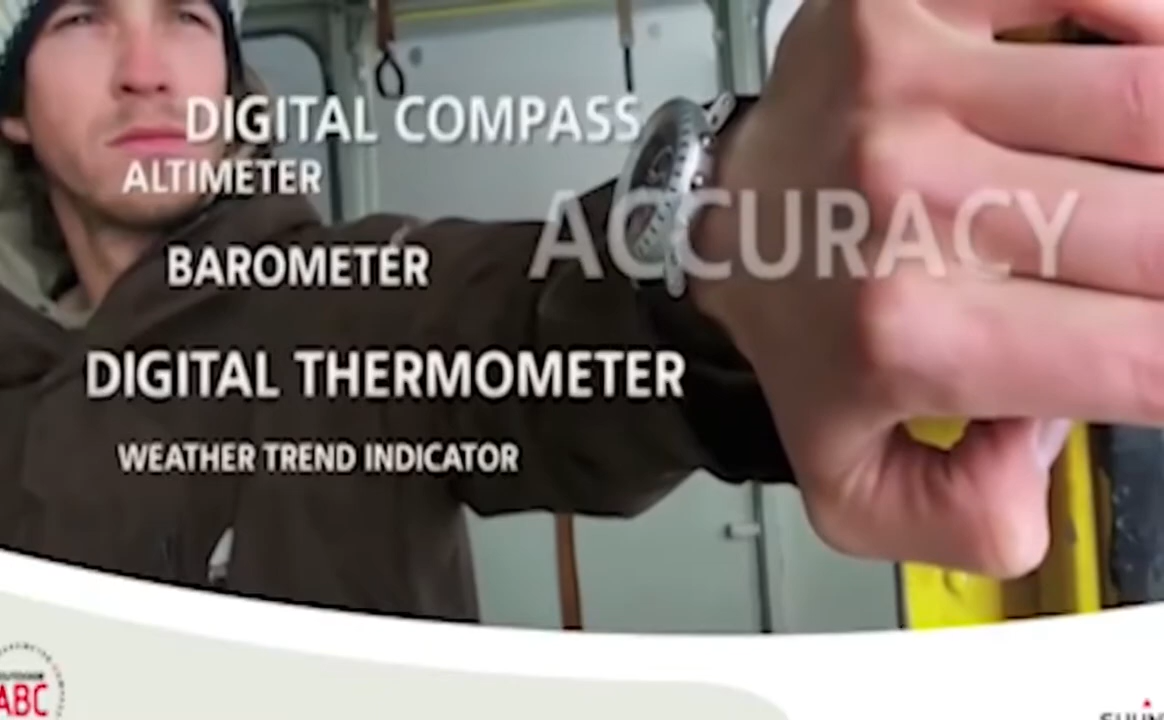 DIGITAL COMPASS
ALTIMETER
ACCURACY
BAROMETER
DIGITAL THERMOMETER
WEATHER TREND INDICATOR
ABC